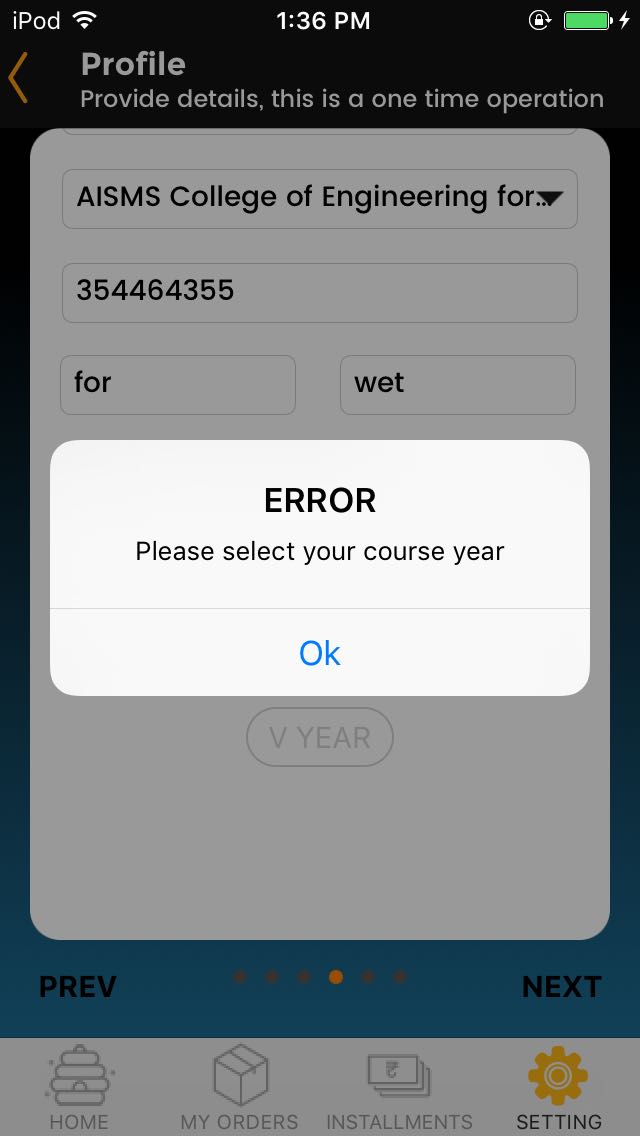 iPod 1:36 PM
Profile
Provide details, this is a one time operation
AISMS College of Engineering for...
354464355
for wet
ERROR
Please select your course year
Ok
V YEAR
PREV NEXT
HOME MY ORDERS INSTALLMENTS SETTING